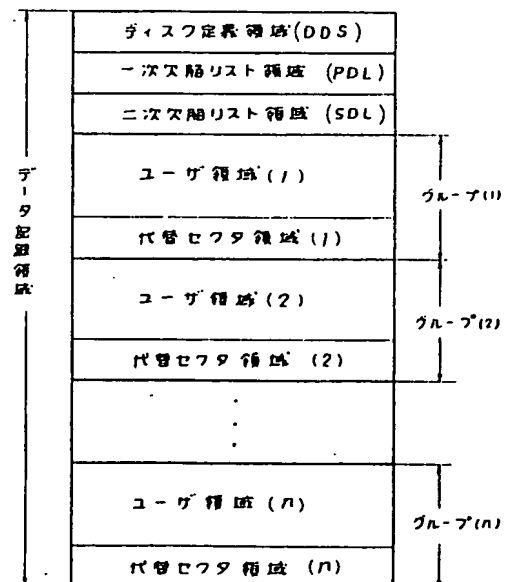 ディスク定義領域(DDS)
一次欠陥リスト領域 (PDL)
二次欠陥リスト領域 (SDL)
データ記録領域
ユーザ領域(1)
グループ(1)
代替セクタ領域(1)
ユーザ領域(2)
グループ(2)
代替セクタ領域 (2)
ユーザ領域(n)
グループ(n)
代替セクタ領域 (n)